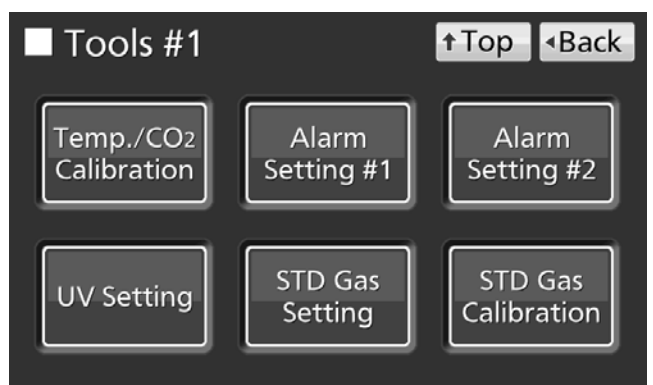 Tools #1
↑Top ◂Back
Temp./CO2
Calibration
Alarm
Setting #1
Alarm
Setting #2
UV Setting
STD Gas
Setting
STD Gas
Calibration